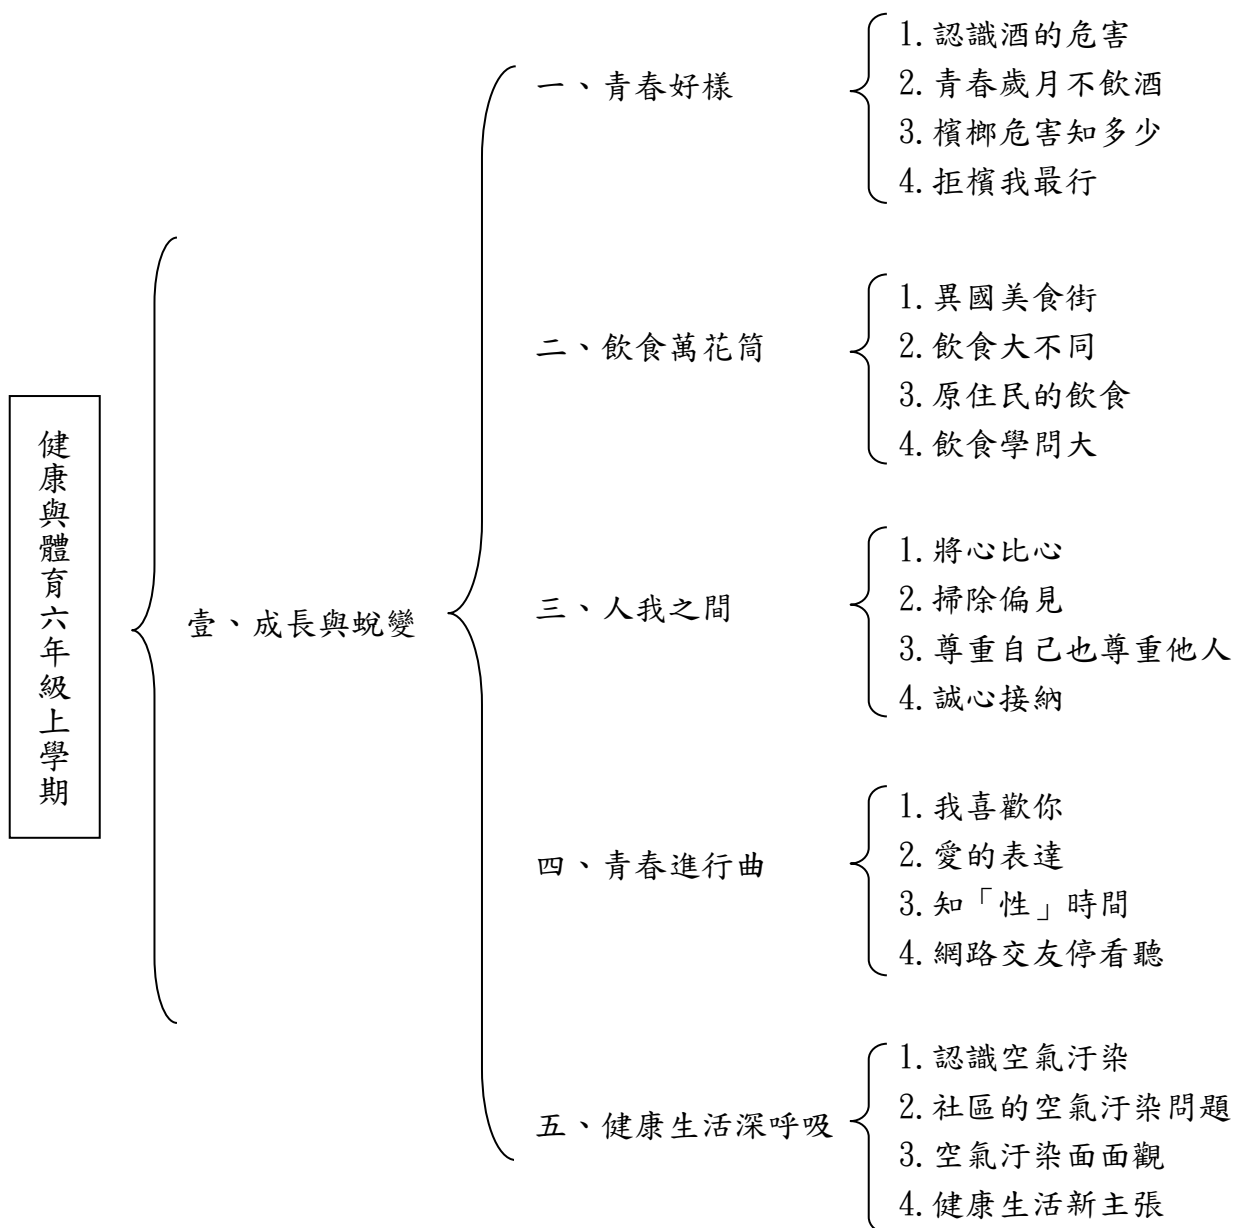 健康與體育六年級上學期
壹、成長與蛻變
一、青春好樣
1.認識酒的危害
2.青春歲月不飲酒
3.檳榔危害知多少
4.拒檳我最行
二、飲食萬花筒
1.異國美食街
2.飲食大不同
3.原住民的飲食
4.飲食學問大
三、人我之間
1.將心比心
2.掃除偏見
3.尊重自己也尊重他人
4.誠心接納
四、青春進行曲
1.我喜歡你
2.愛的表達
3.知「性」時間
4.網路交友停看聽
五、健康生活深呼吸
1.認識空氣汙染
2.社區的空氣汙染問題
3.空氣汙染面面觀
4.健康生活新主張